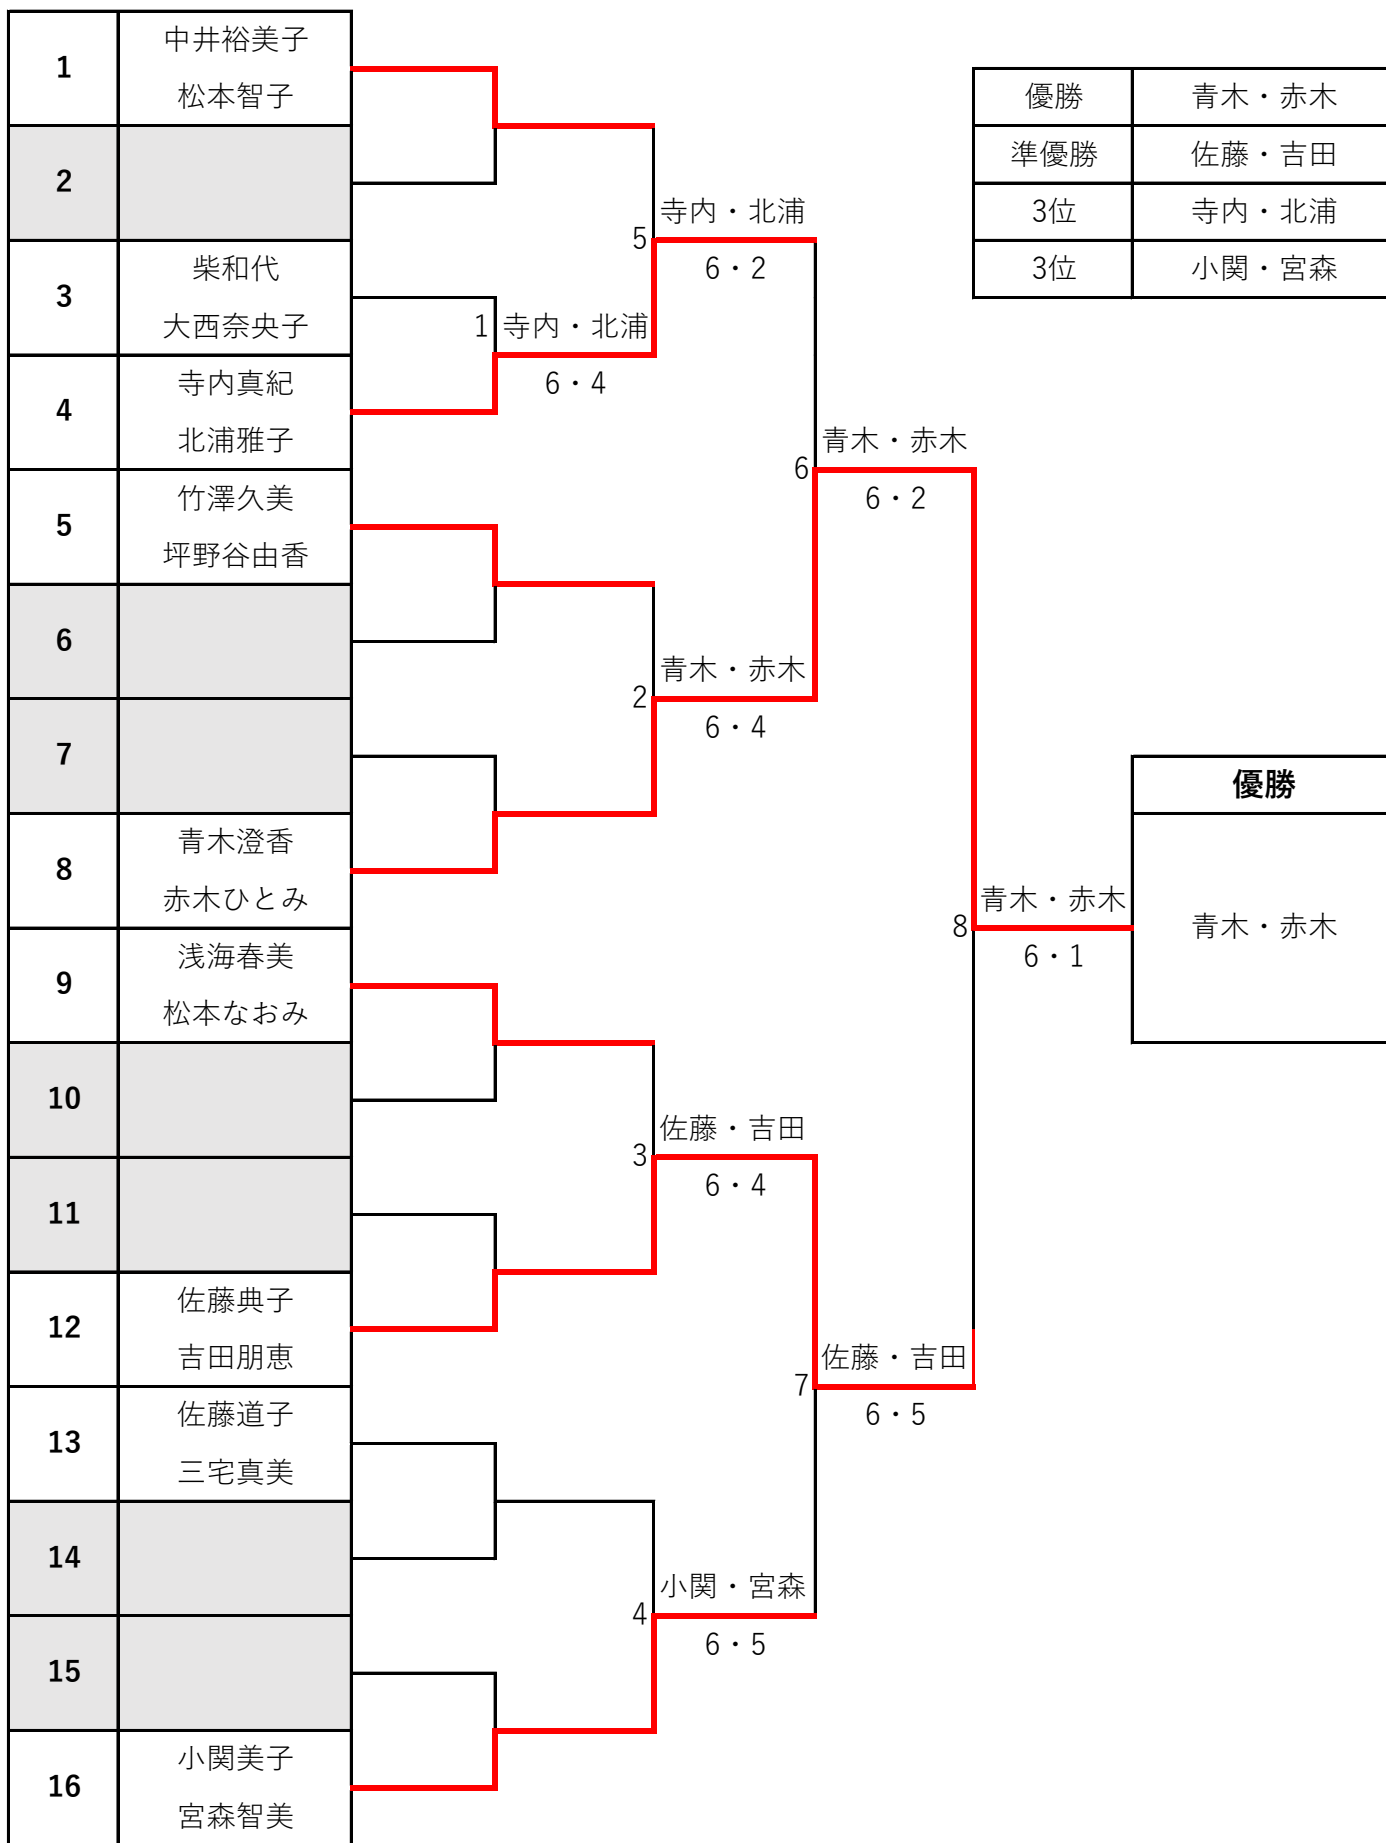 1
中井裕美子
松本智子
2
3
柴和代
大西奈央子
4
寺内真紀
北浦雅子
5
竹澤久美
坪野谷由香
6
7
8
青木澄香
赤木ひとみ
9
浅海春美
松本なおみ
10
11
12
佐藤典子
吉田朋恵
13
佐藤道子
三宅真美
14
15
16
小関美子
宮森智美
1 寺内・北浦
6・4
5
寺内・北浦
6・2
2
青木・赤木
6・4
3
佐藤・吉田
6・4
4
小関・宮森
6・5
6
青木・赤木
6・2
7
佐藤・吉田
6・5
8
青木・赤木
6・1
優勝 青木・赤木
準優勝 佐藤・吉田
3位 寺内・北浦
3位 小関・宮森
優勝
青木・赤木